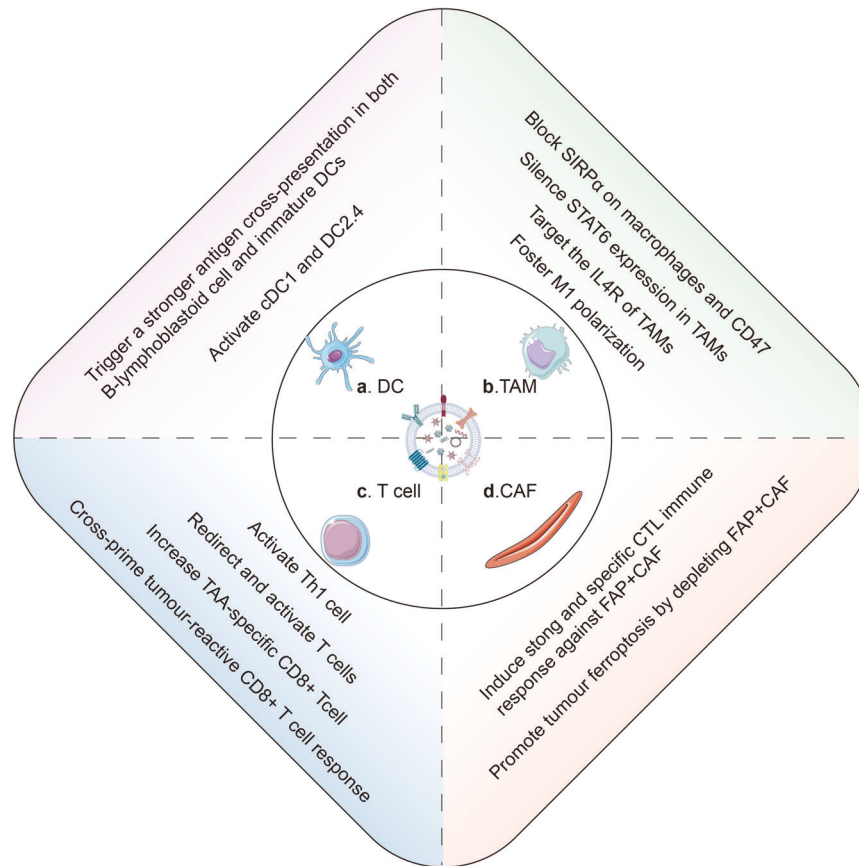 Trigger a stronger antigen cross-presentation in both
B-lymphoblastoid cell and immature DCs
Activate cDC1 and DC2.4
Block SIRPα on macrophages and CD47
Silence STAT6 expression in TAMs
Target the IL4R of TAMs
Foster M1 polarization
a. DC
b.TAM
c. T cell
d.CAF
Activate Th1 cell
Redirect and activate T cells
Increase TAA-specific CD8+ Tcell
Cross-prime tumour-reactive CD8+ T cell response
Induce stong and specific CTL immune
response against FAP+CAF
Promote tumour ferroptosis by depleting FAP+CAF